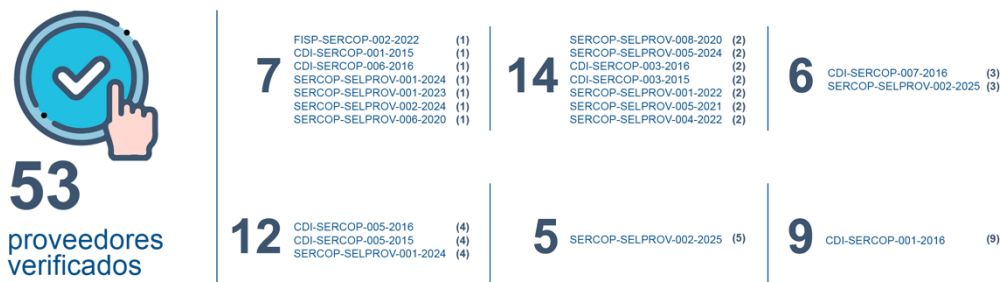 53
proveedores
verificados
7
FISP-SERCOP-002-2022 (1)
CDI-SERCOP-001-2015 (1)
CDI-SERCOP-006-2016 (1)
SERCOP-SELPROV-001-2024 (1)
SERCOP-SELPROV-001-2023 (1)
SERCOP-SELPROV-002-2024 (1)
SERCOP-SELPROV-006-2020 (1)
14
SERCOP-SELPROV-008-2020 (2)
SERCOP-SELPROV-005-2024 (2)
CDI-SERCOP-003-2016 (2)
CDI-SERCOP-003-2015 (2)
SERCOP-SELPROV-001-2022 (2)
SERCOP-SELPROV-005-2021 (2)
SERCOP-SELPROV-004-2022 (2)
6
CDI-SERCOP-007-2016 (3)
SERCOP-SELPROV-002-2025 (3)
12
CDI-SERCOP-005-2016 (4)
CDI-SERCOP-005-2015 (4)
SERCOP-SELPROV-001-2024 (4)
5
SERCOP-SELPROV-002-2025 (5)
9
CDI-SERCOP-001-2016 (9)